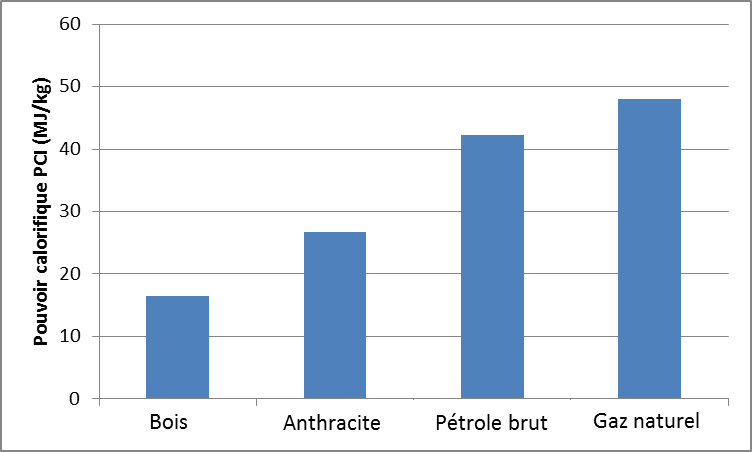 60
50
40
30
20
10
0
Pouvoir calorifique PCI (MJ/kg)
Bois
Anthracite
Pétrole brut
Gaz naturel